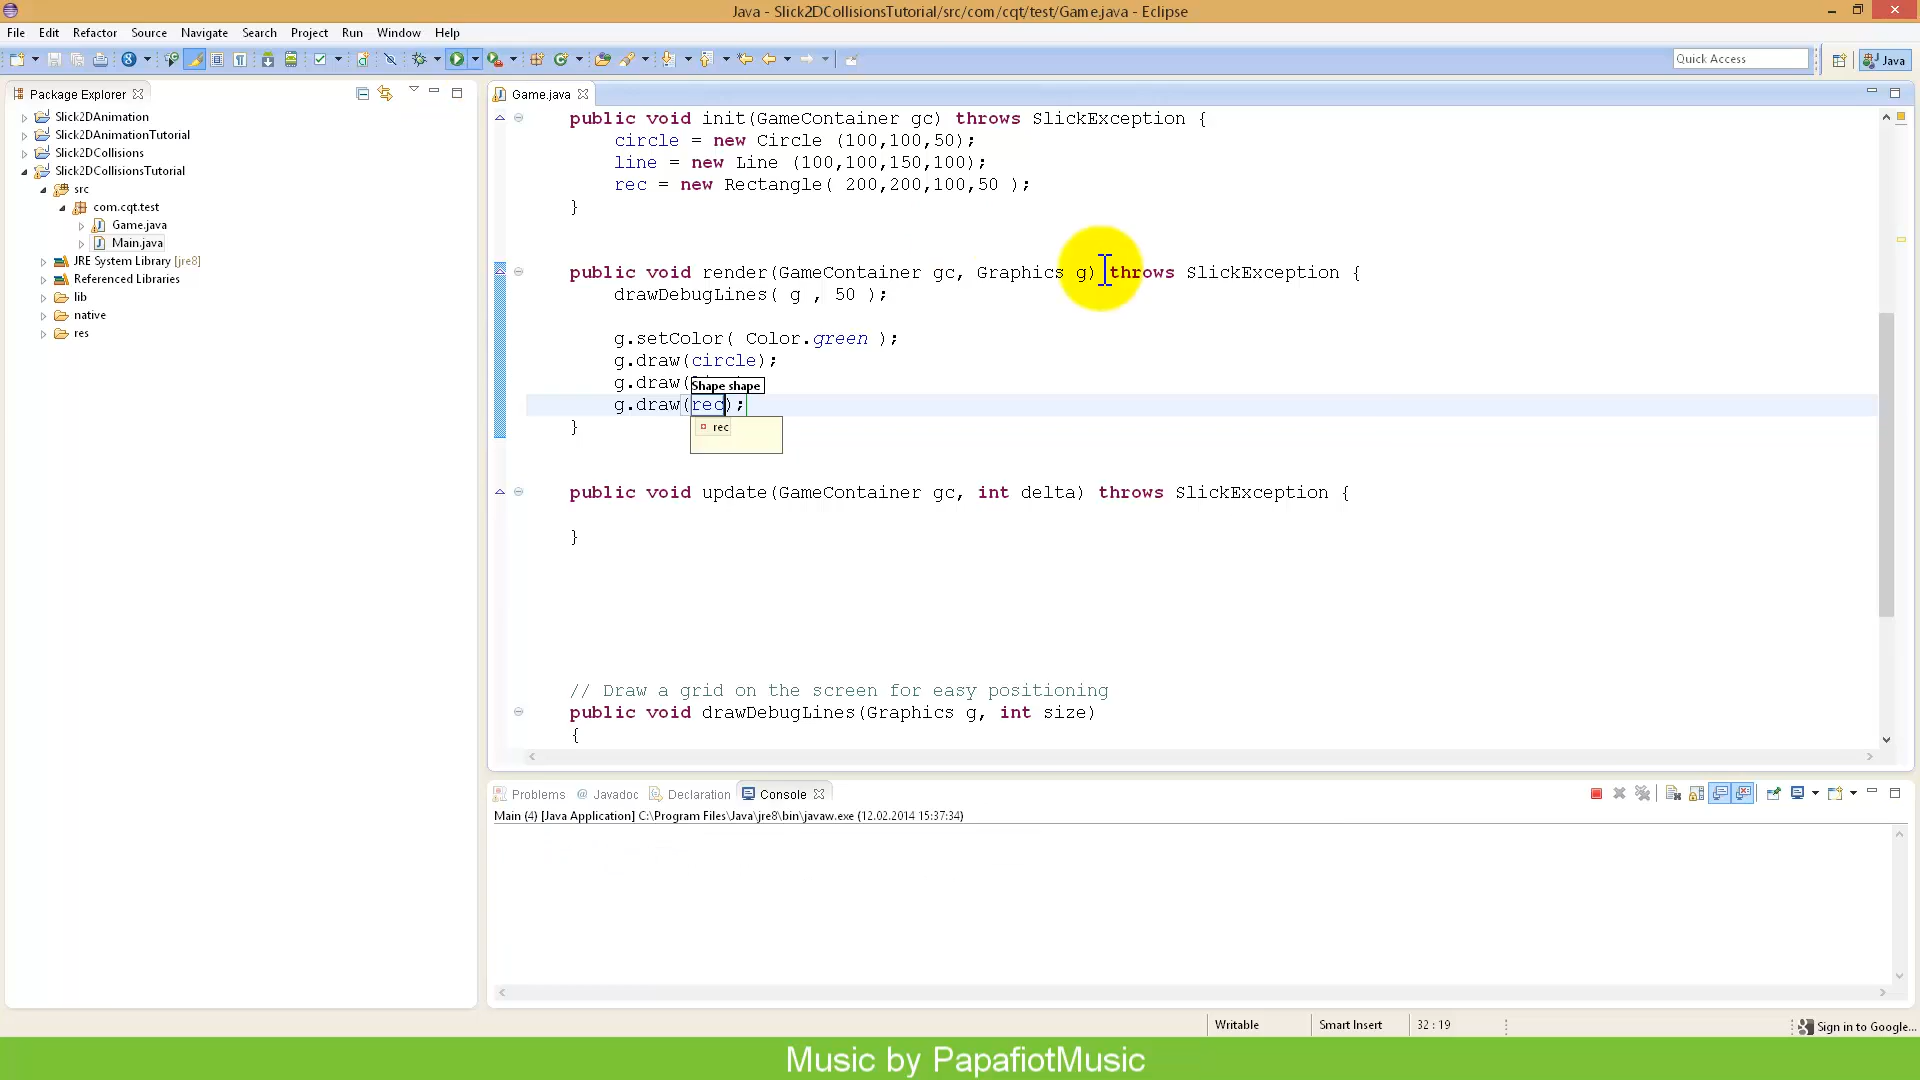 Java - Slick2DCollisionsTutorial/src/com/cqt/test/Game.java - Eclipse
File Edit Refactor Source Navigate Search Project Run Window Help
Quick Access
Java
Package Explorer
Slick2DAnimation
Slick2DAnimationTutorial
Slick2DCollisions
Slick2DCollisionsTutorial
src
com.cqt.test
Game.java
Main.java
JRE System Library [jre8]
Referenced Libraries
lib
native
res
Game.java
public void init(GameContainer gc) throws SlickException {
circle = new Circle (100,100,50);
line = new Line (100,100,150,100);
rec = new Rectangle( 200,200,100,50 );
}
public void render(GameContainer gc, Graphics g) throws SlickException {
drawDebugLines( g , 50 );
g.setColor( Color.green );
g.draw(circle);
g.draw(
Shape shape
g.draw(rec);
rec
}
public void update(GameContainer gc, int delta) throws SlickException {
}
// Draw a grid on the screen for easy positioning
public void drawDebugLines(Graphics g, int size)
{
Problems @ Javadoc Declaration Console
Main (4) [Java Application] C:\Program Files\Java\jre8\bin\javaw.exe (12.02.2014 15:37:34)
Writable Smart Insert 32 : 19
Sign in to Google...
Music by PapafiotMusic